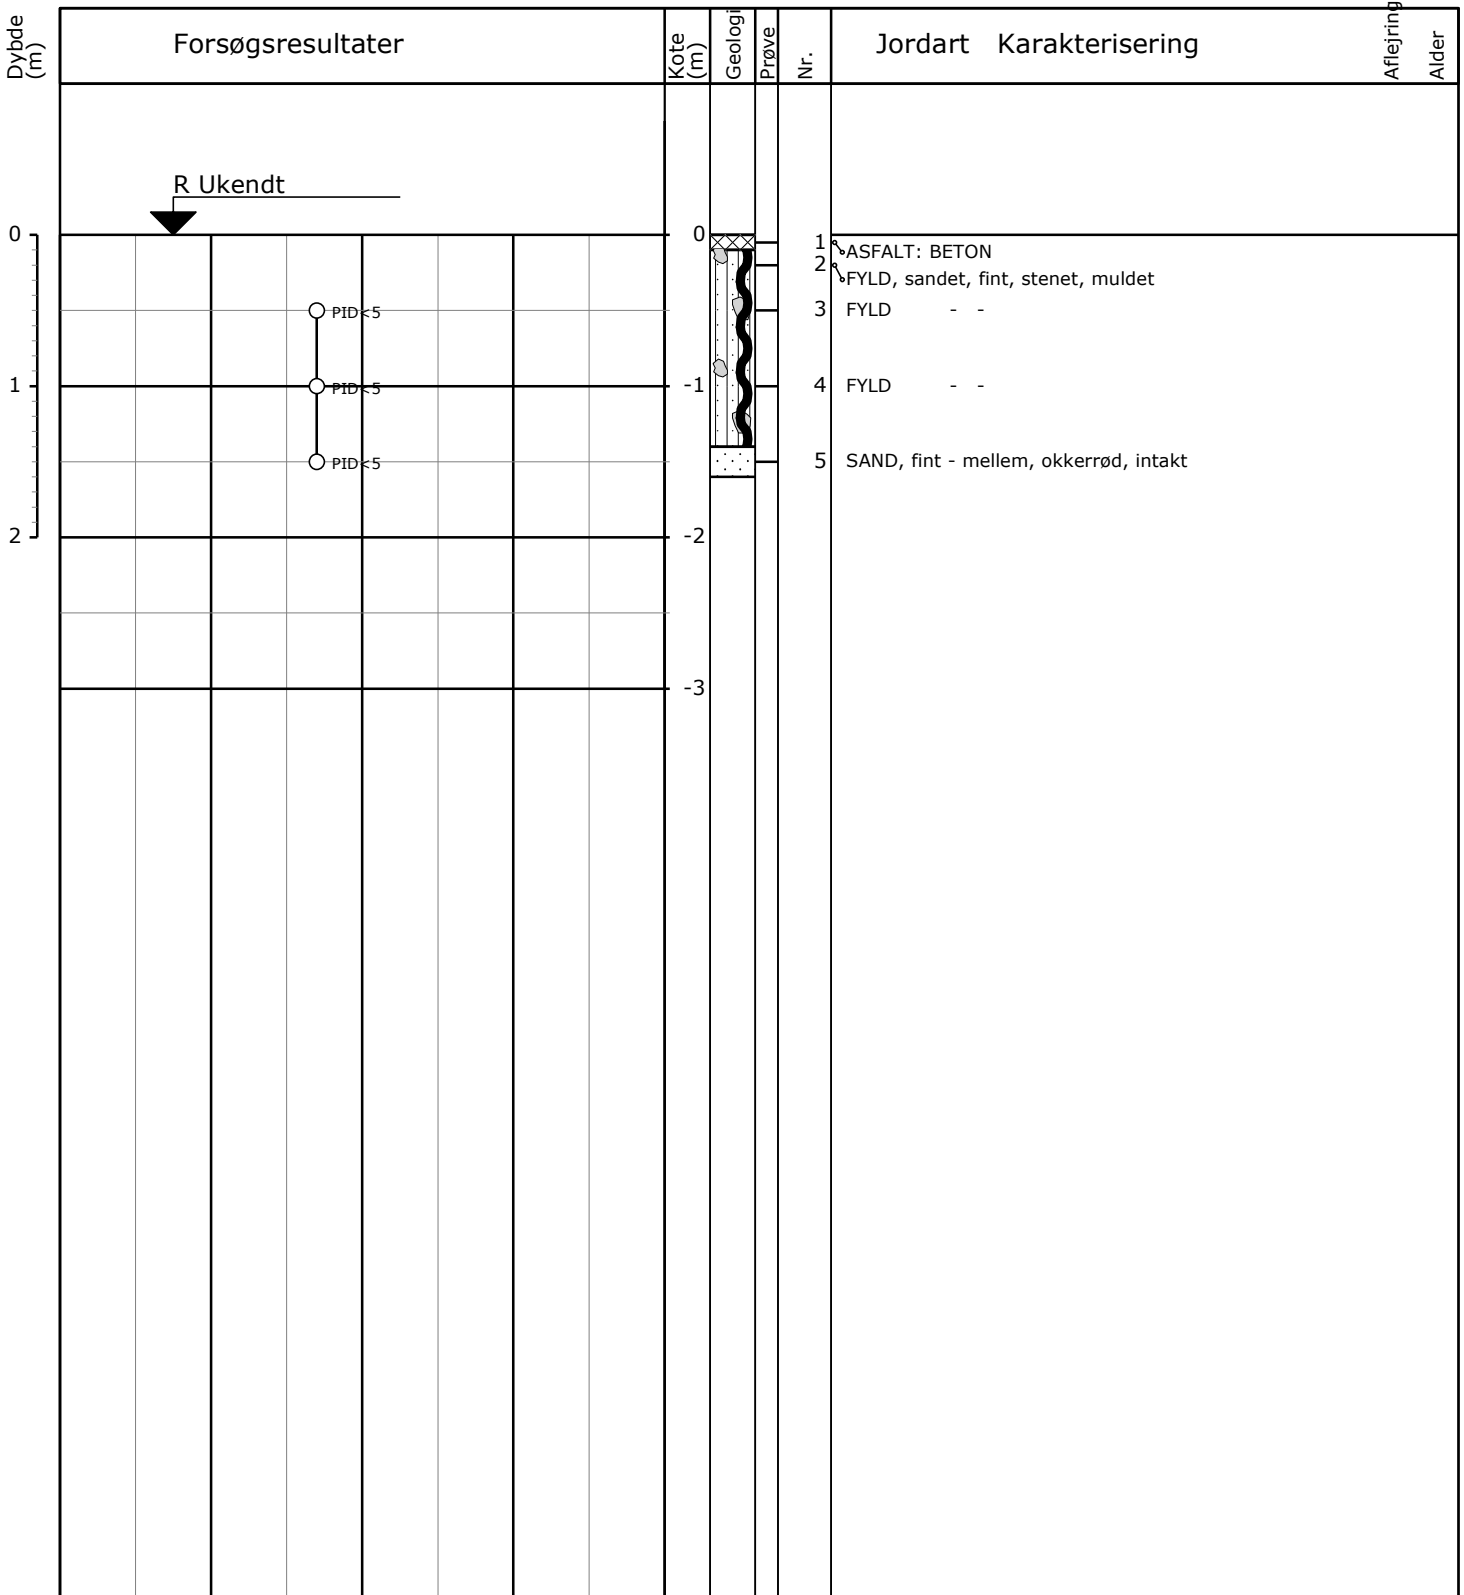 Dybde
(m)
Forsøgsresultater
Kote
(m)
Geologi
Prøve
Nr.
Jordart Karakterisering
Aflejring
Alder
R Ukendt
0
0
1 ASFALT: BETON
2 FYLD, sandet, fint, stenet, muldet
PID<5
3 FYLD - -
1
PID<5
-1
4 FYLD - -
PID<5
5 SAND, fint - mellem, okkerrød, intakt
2
-2
-3